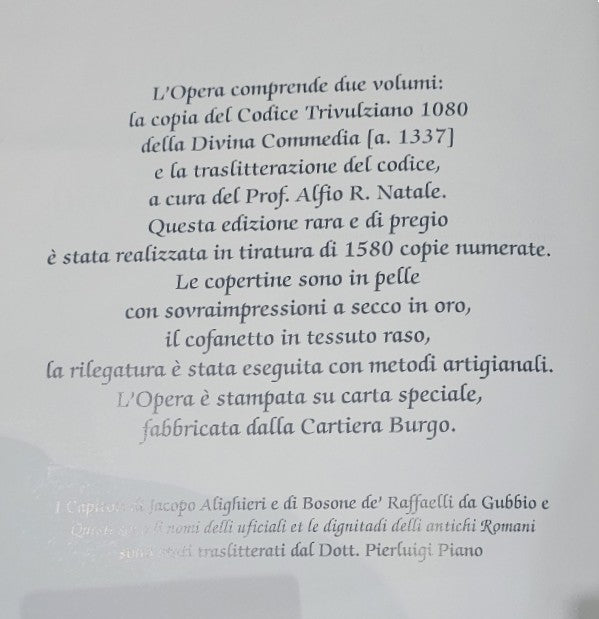 L'Opera comprende due volumi:
la copia del Codice Trivulziano 1080
della Divina Commedia [a. 1337]
e la traslitterazione del codice,
a cura del Prof. Alfio R. Natale.
Questa edizione rara e di pregio
è stata realizzata in tiratura di 1580 copie numerate.
Le copertine sono in pelle
con sovraimpressioni a secco in oro,
il cofanetto in tessuto raso,
la rilegatura è stata eseguita con metodi artigianali.
L'Opera è stampata su carta speciale,
fabbricata dalla Cartiera Burgo.
I Capitoli di Jacopo Alighieri e di Bosone de' Raffaelli da Gubbio e
nomi delli uficiali et le dignitadi delli antichi Romani
traslitterati dal Dott. Pierluigi Piano